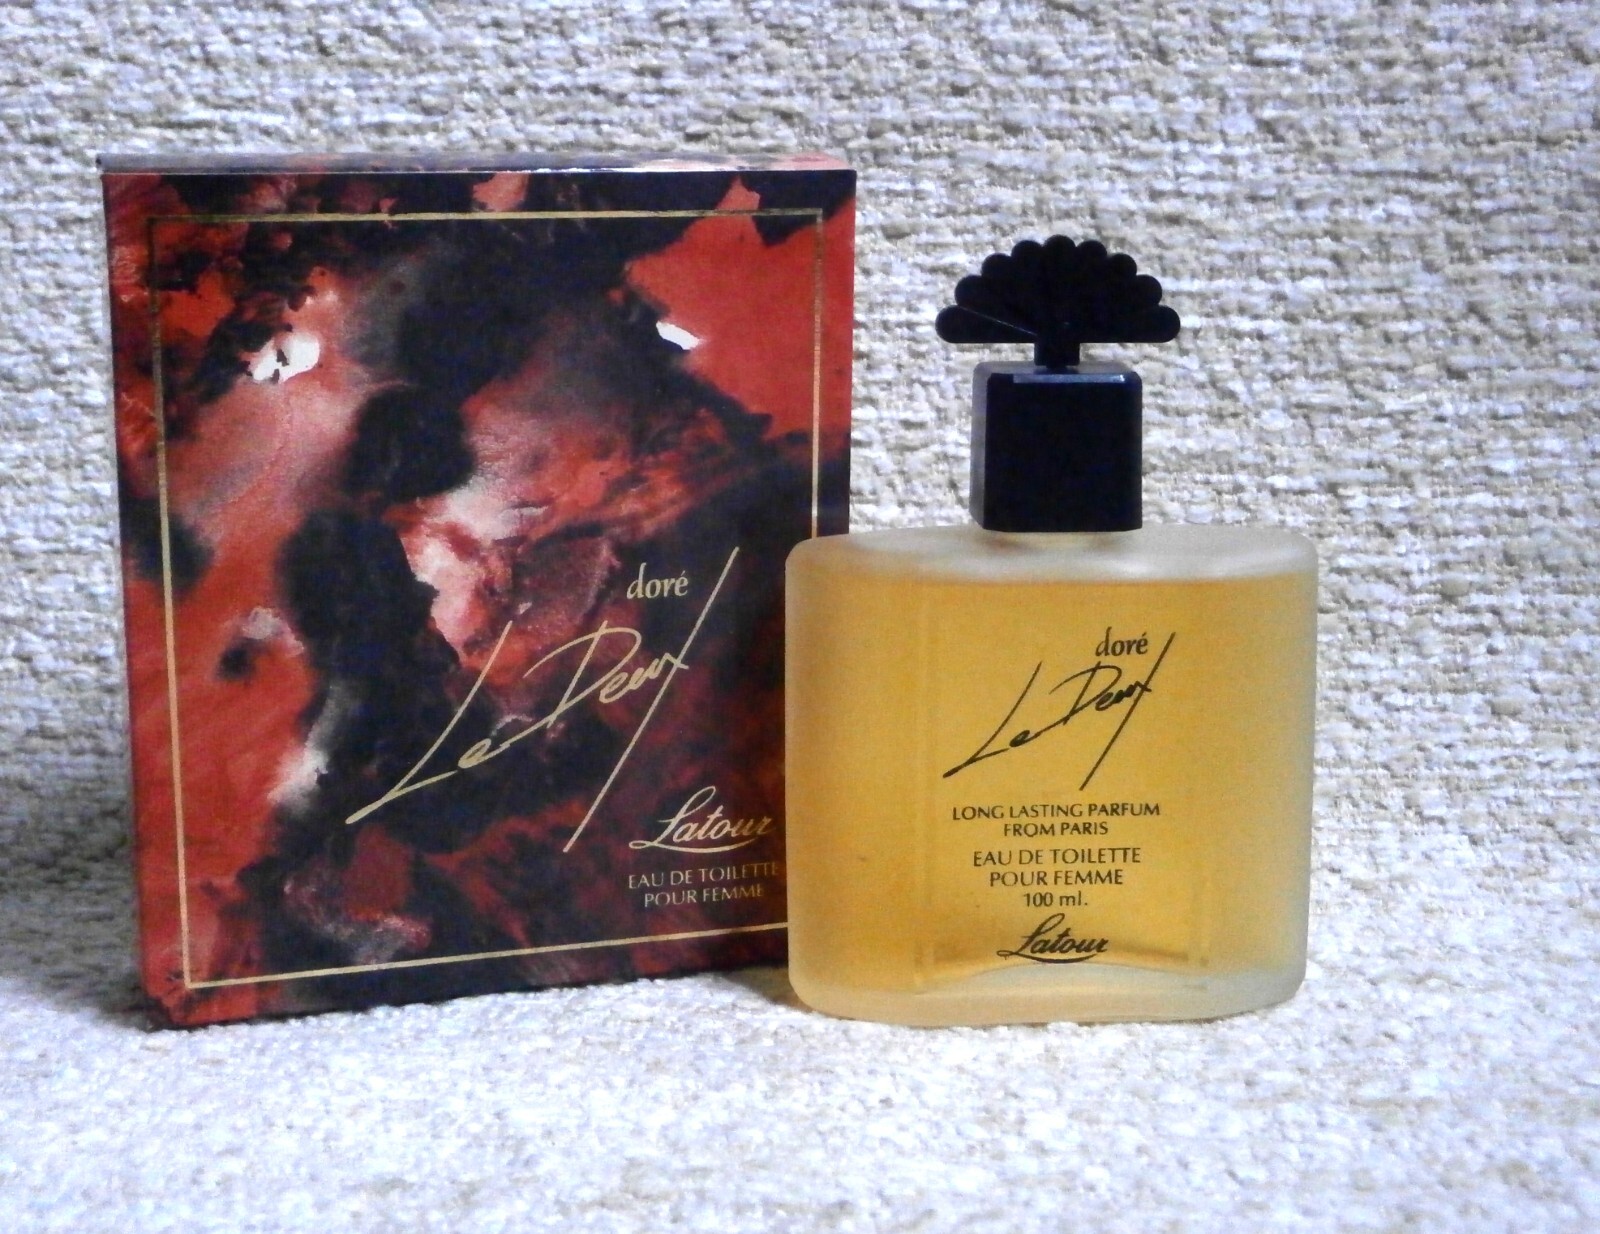 doré
Le Deux
Latour
EAU DE TOILETTE
POUR FEMME
doré
Le Deux
LONG LASTING PARFUM
FROM PARIS
EAU DE TOILETTE
POUR FEMME
100 ml.
Latour